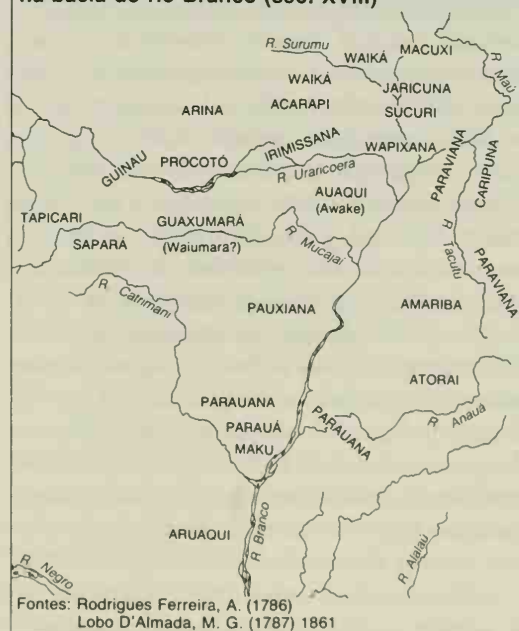 na bacia do Rio Branco (séc. XVIII)
R. Surumu
WAIKÁ
MACUXI
R. Maú
WAIKÁ
JARICUNA
ARINA
ACARAPI
SUCURI
IRIMISSANA
WAPIXANA
GUINAU
PROCOTÓ
R. Uraricoera
PARAVIANA
CARIPUNA
AUAQUI
(Awake)
TAPICARI
GUAXUMARÁ
SAPARÁ
(Waiumara?)
R. Mucajaí
R. Tacutu
PARAVIANA
R. Catrimani
PAUXIANA
AMARIBA
ATORAI
PARAUANA
PARAUÁ
MAKU
PARAUANA
R. Anauá
ARUAQUI
R. Branco
R. Alalaú
R. Negro
Fontes: Rodrigues Ferreira, A. (1786)
Lobo D'Almada, M. G. (1787) 1861